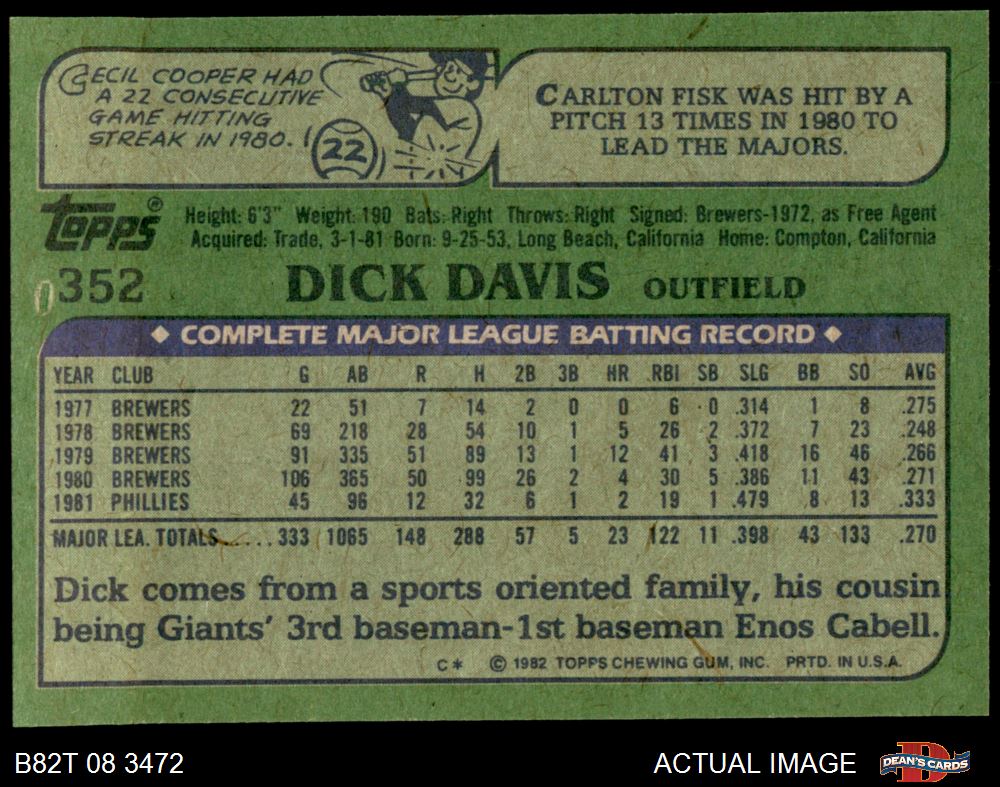 CECIL COOPER HAD
A 22 CONSECUTIVE
GAME HITTING
STREAK IN 1980.
22
CARLTON FISK WAS HIT BY A
PITCH 13 TIMES IN 1980 TO
LEAD THE MAJORS.
Topps®
Height: 6'3" Weight: 190 Bats: Right Throws: Right Signed: Brewers-1972, as Free Agent
Acquired: Trade, 3-1-81 Born: 9-25-53, Long Beach, California Home: Compton, California
352 DICK DAVIS OUTFIELD
◆ COMPLETE MAJOR LEAGUE BATTING RECORD ◆
YEAR CLUB G AB R H 2B 3B HR RBI SB SLG BB SO AVG
1977 BREWERS 22 51 7 14 2 0 0 6 0 .314 1 8 .275
1978 BREWERS 69 218 28 54 10 1 5 26 2 .372 7 23 .248
1979 BREWERS 91 335 51 89 13 1 12 41 3 .418 16 46 .266
1980 BREWERS 106 365 50 99 26 2 4 30 5 .386 11 43 .271
1981 PHILLIES 45 96 12 32 6 1 2 19 1 .479 8 13 .333
MAJOR LEA. TOTALS......333 1065 148 288 57 5 23 122 11 .398 43 133 .270
Dick comes from a sports oriented family, his cousin
being Giants' 3rd baseman-1st baseman Enos Cabell.
C* © 1982 TOPPS CHEWING GUM, INC. PRTD. IN U.S.A.
B82T 08 3472
ACTUAL IMAGE
DEAN'S CARDS